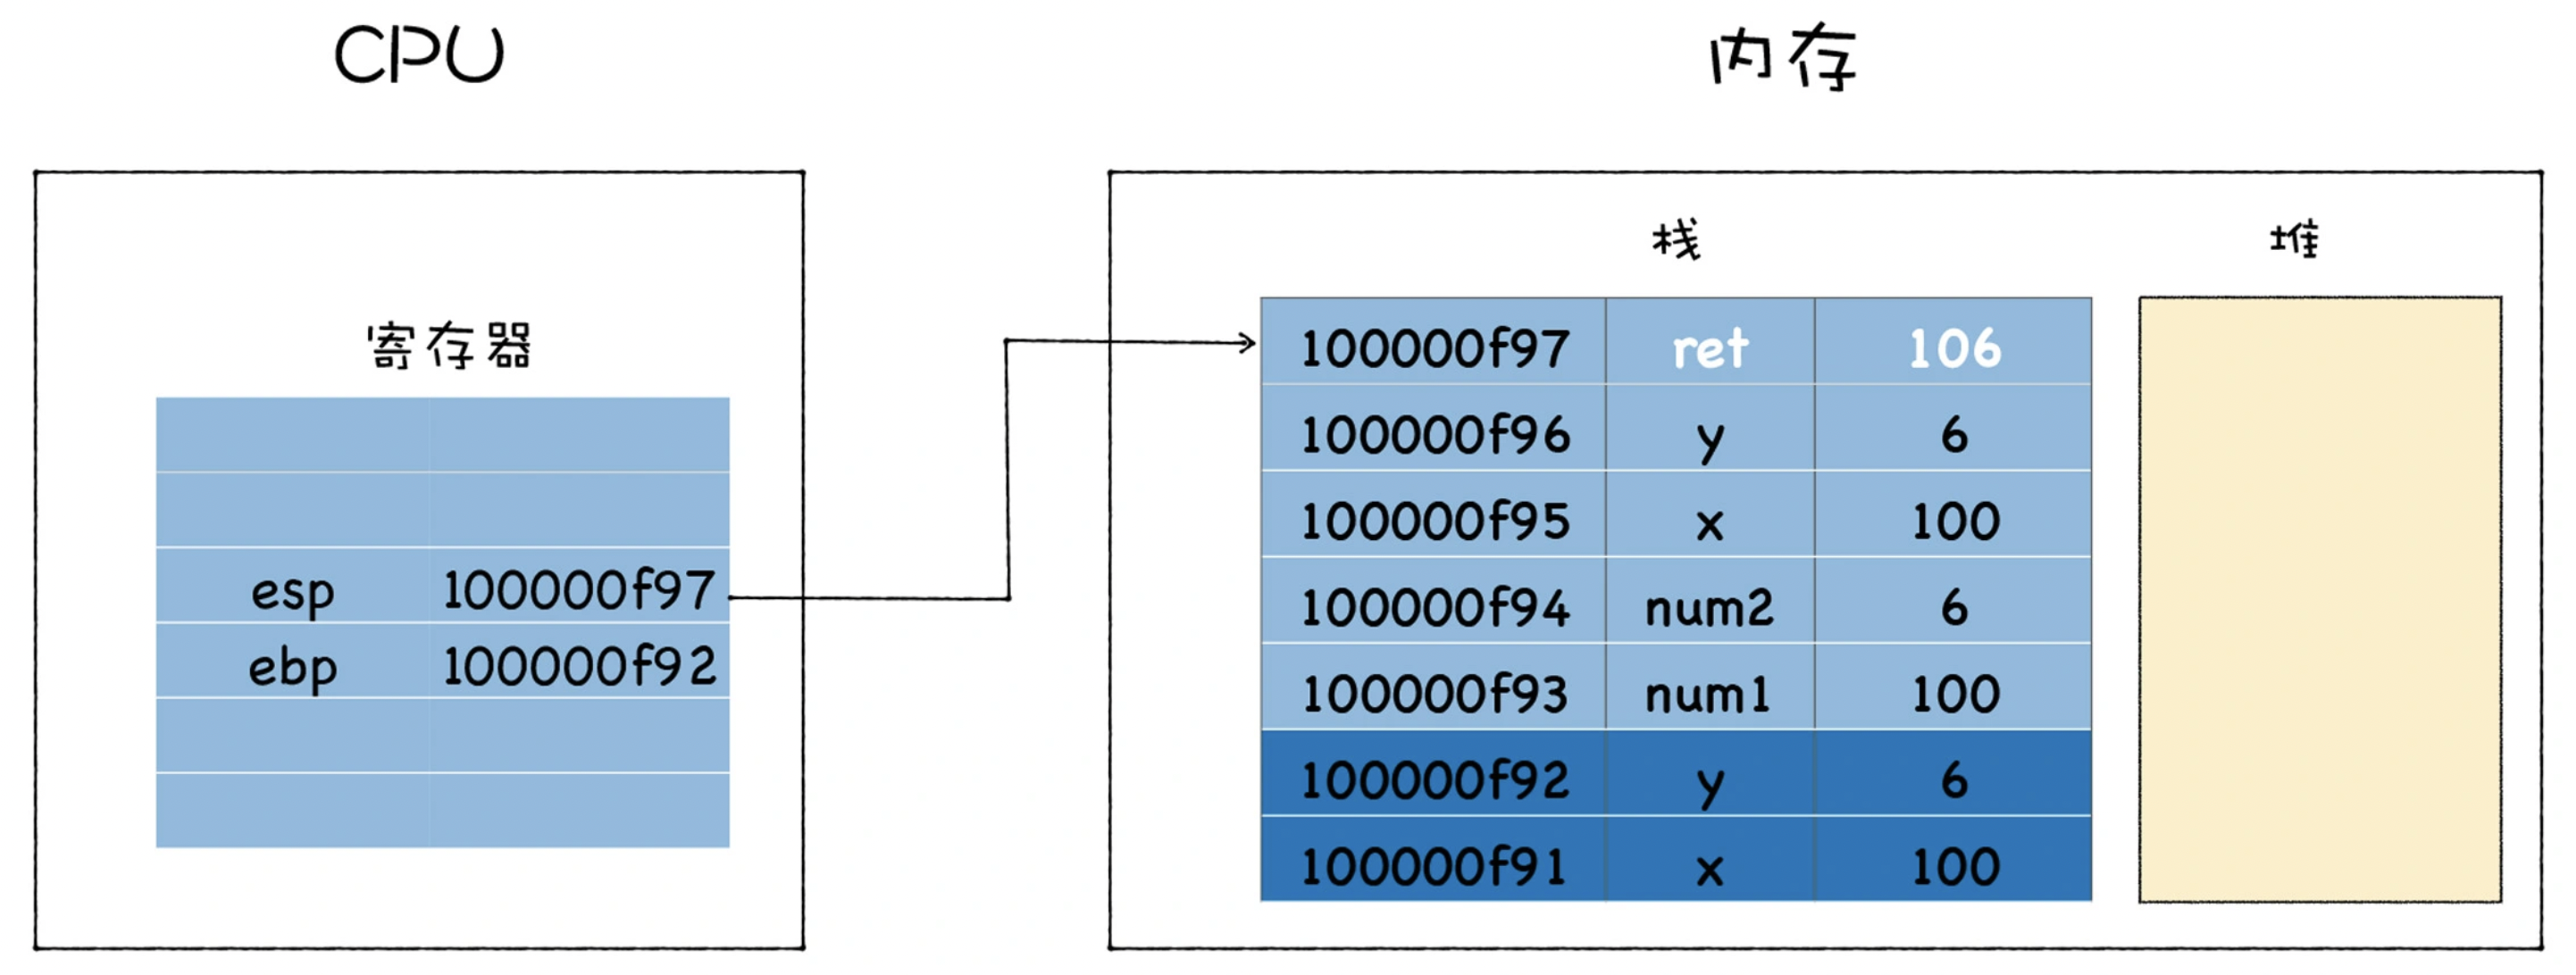 CPU
内存
寄存器
esp 100000f97
ebp 100000f92
栈
堆
100000f97 ret 106
100000f96 y 6
100000f95 x 100
100000f94 num2 6
100000f93 num1 100
100000f92 y 6
100000f91 x 100